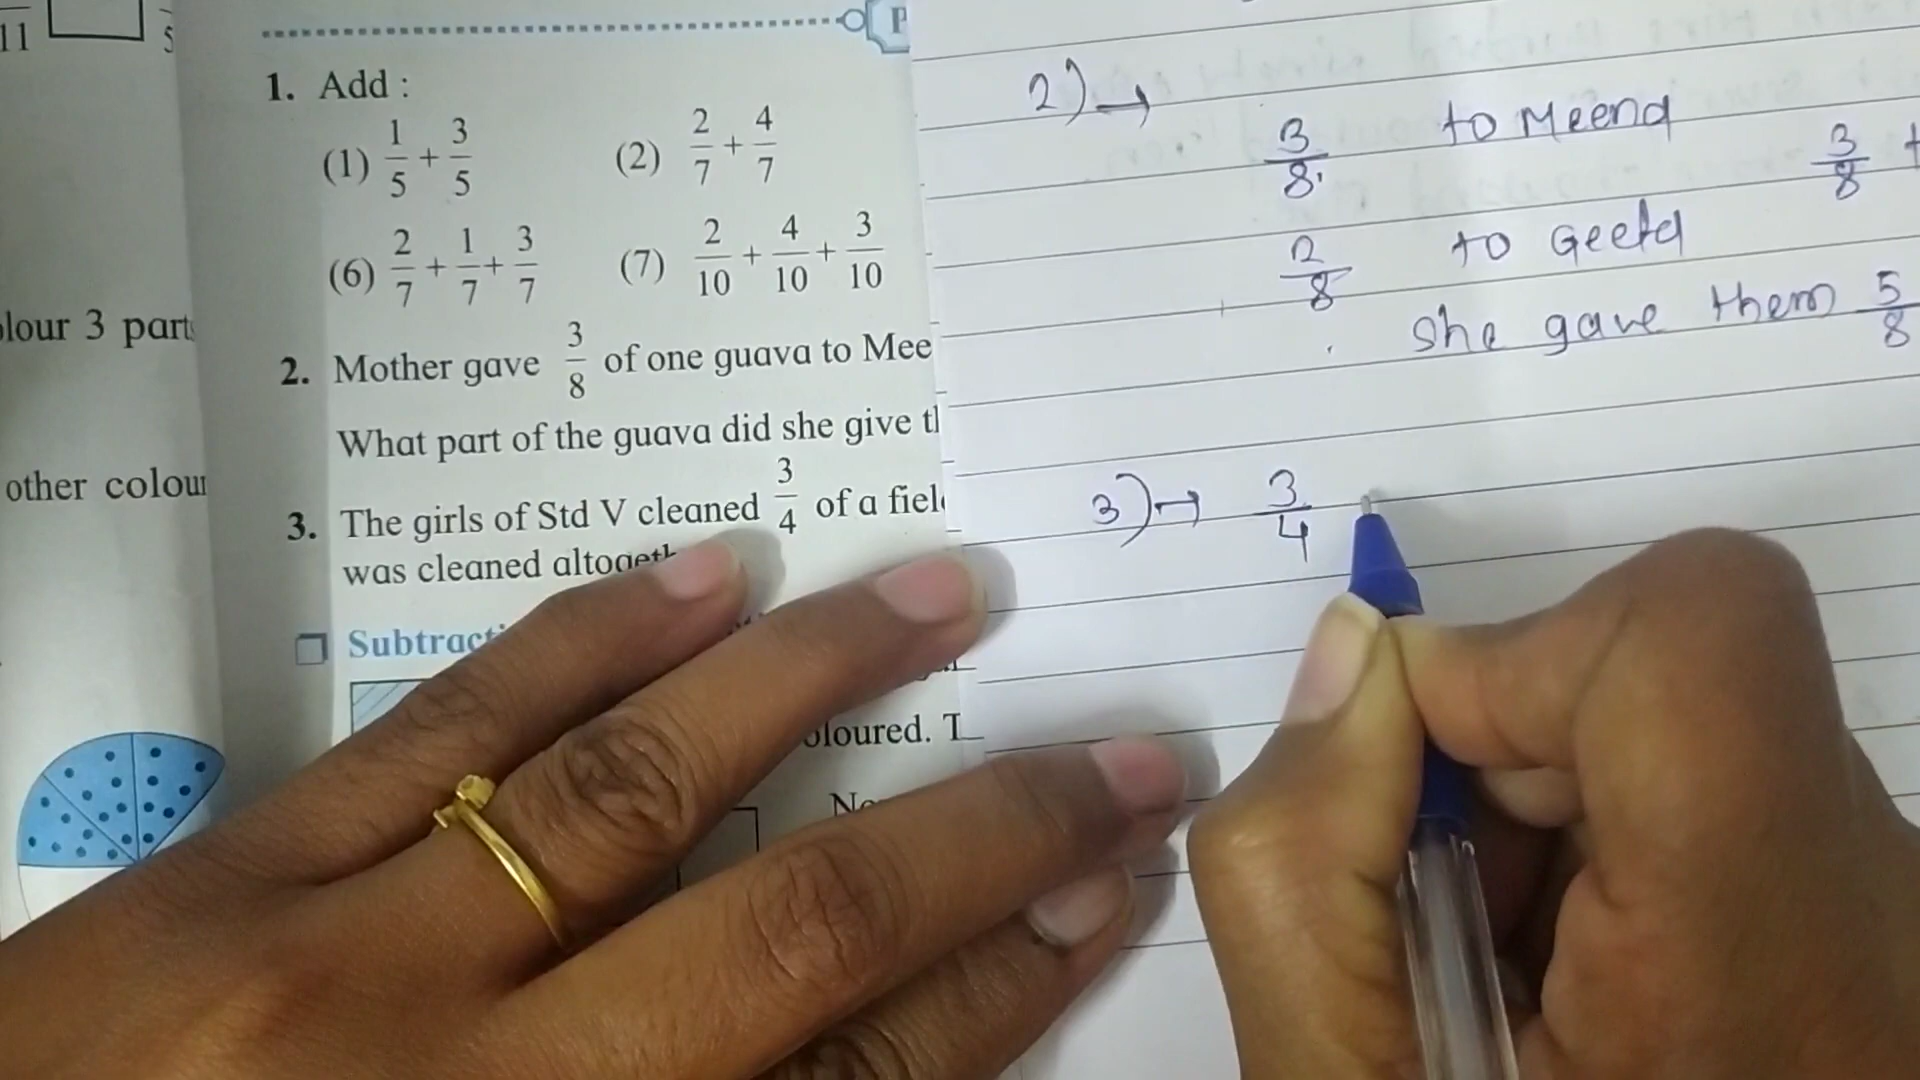 11
5
P
1. Add :
(1) 1/5 + 3/5 (2) 2/7 + 4/7
(6) 2/7 + 1/7 + 3/7 (7) 2/10 + 4/10 + 3/10
lour 3 part
2. Mother gave 3/8 of one guava to Mee
What part of the guava did she give t
other colour
3. The girls of Std V cleaned 3/4 of a fiel
was cleaned altoget
Subtract
oloured. T
2)→
3/8 to Meena
3/8 +
2/8 to Geeta
She gave them 5/8
3)→ 3/4